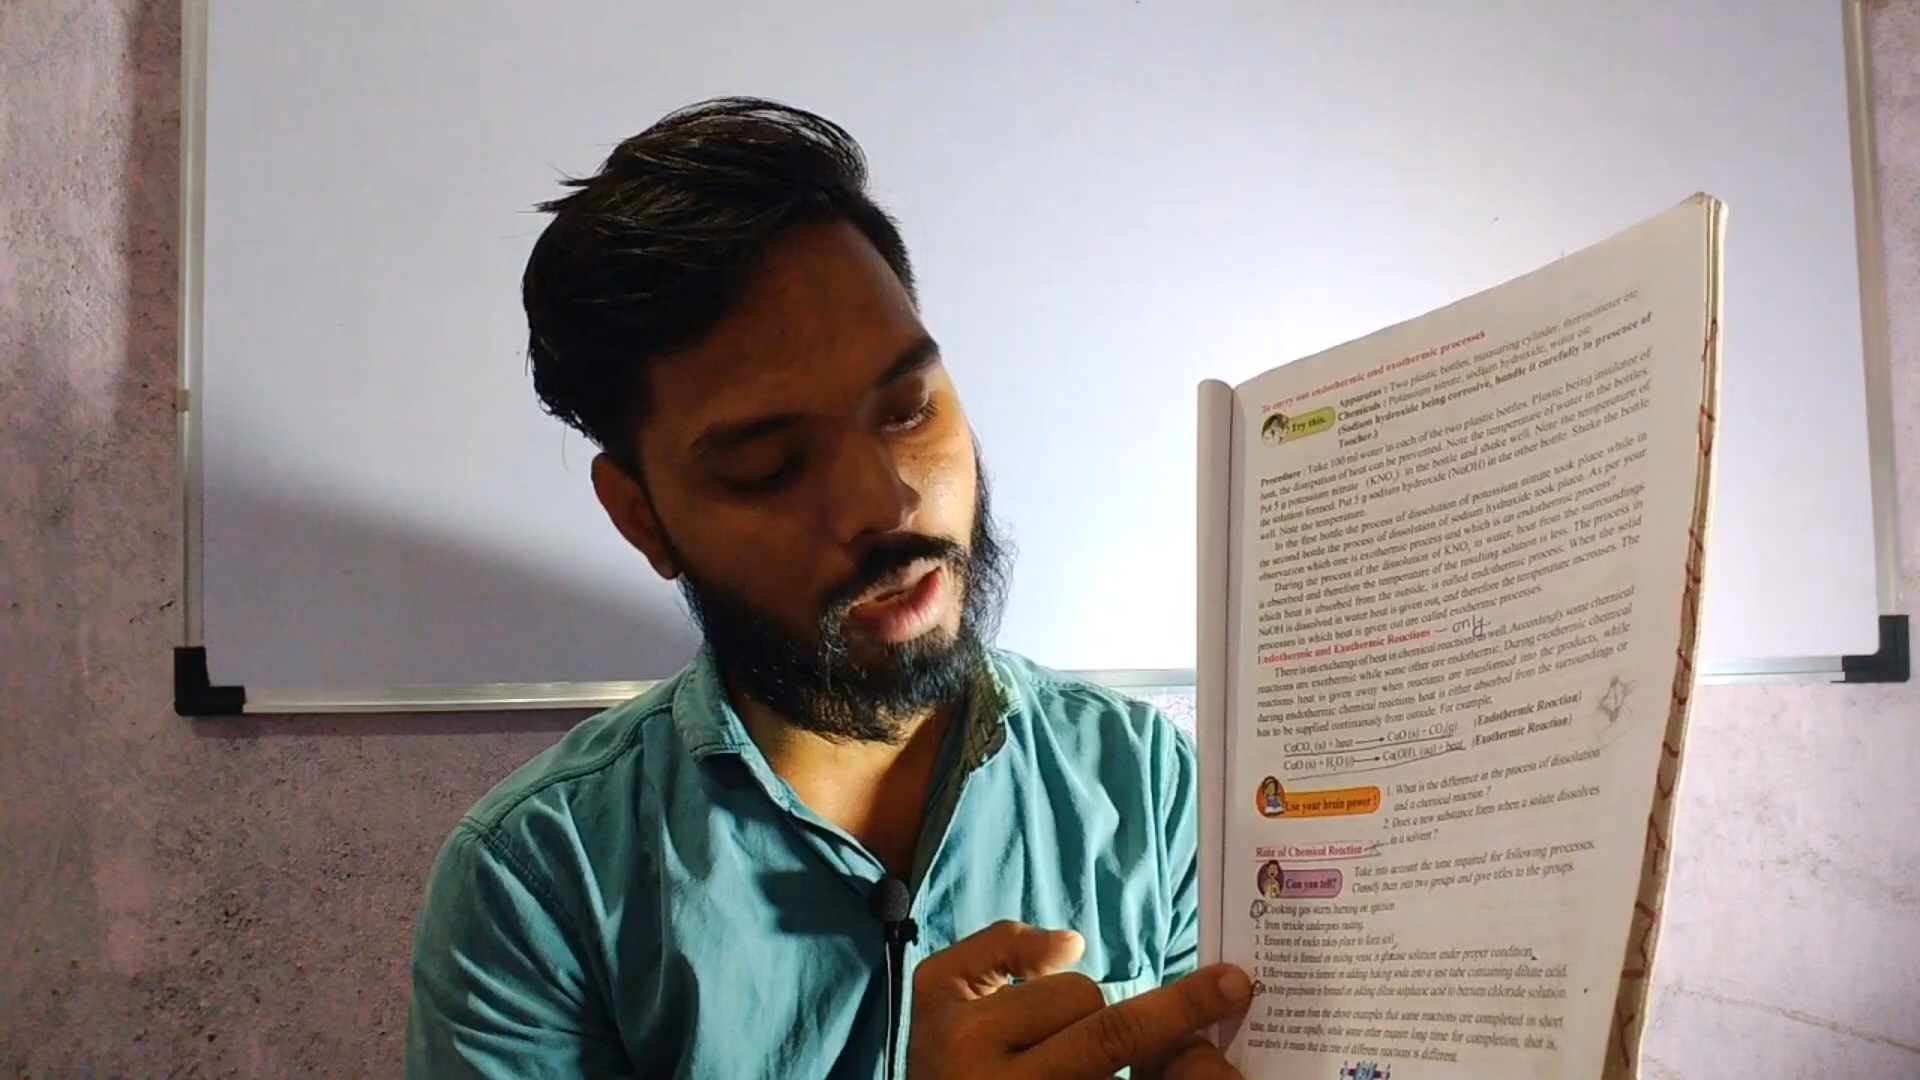 To carry out endothermic and exothermic processes
Try this.
Apparatus : Two plastic bottles, measuring cylinder, thermometer etc.
Chemicals : Potassium nitrate, sodium hydroxide, water etc.
(Sodium hydroxide being corrosive, handle it carefully in presence of
Teacher.)
Procedure : Take 100 ml water in each of the two plastic bottles. Plastic being insulator of
heat, the dissipation of heat can be prevented. Note the temperature of water in the bottles.
Put 5 g potassium nitrate (KNO₃) in the bottle and shake well. Note the temperature of
the solution formed. Put 5 g sodium hydroxide (NaOH) in the other bottle. Shake the bottle
well. Note the temperature.
In the first bottle the process of dissolution of potassium nitrate took place while in
the second bottle the process of dissolution of sodium hydroxide took place. As per your
observation which one is exothermic process and which is an endothermic process?
During the process of the dissolution of KNO₃ in water, heat from the surroundings
is absorbed and therefore the temperature of the resulting solution is less. The process in
which heat is absorbed from the outside, is called endothermic process. When the solid
NaOH is dissolved in water heat is given out, and therefore the temperature increases. The
processes in which heat is given out are called exothermic processes.
Endothermic and Exothermic Reactions – only
There is an exchange of heat in chemical reactions as well. Accordingly some chemical
reactions are exothermic while some other are endothermic. During exothermic chemical
reactions heat is given away when reactants are transformed into the products, while
during endothermic chemical reactions heat is either absorbed from the surroundings or
has to be supplied continuously from outside. For example,
CaCO₃ (s) + heat ⟶ CaO (s) + CO₂(g) (Endothermic Reaction)
CaO (s) + H₂O (l) ⟶ Ca(OH)₂ (aq) + heat (Exothermic Reaction)
Use your brain power !
1. What is the difference in the process of dissolution
and a chemical reaction ?
2. Does a new substance form when a solute dissolves
in a solvent ?
Rate of Chemical Reaction
Can you tell?
Take into account the time required for following processes.
Classify them into two groups and give titles to the groups.
1. Cooking gas starts burning on ignition.
2. Iron article undergoes rusting.
3. Erosion of rocks takes place to form soil.
4. Alcohol is formed on mixing yeast in glucose solution under proper condition.
5. Effervescence is formed on adding baking soda into a test tube containing dilute acid.
A white precipitate is formed on adding dilute sulphuric acid to barium chloride solution.
It can be seen from the above examples that some reactions are completed in short
time, that is, occur rapidly, while some other require long time for completion, that is,
occur slowly. It means that the rate of different reactions is different.